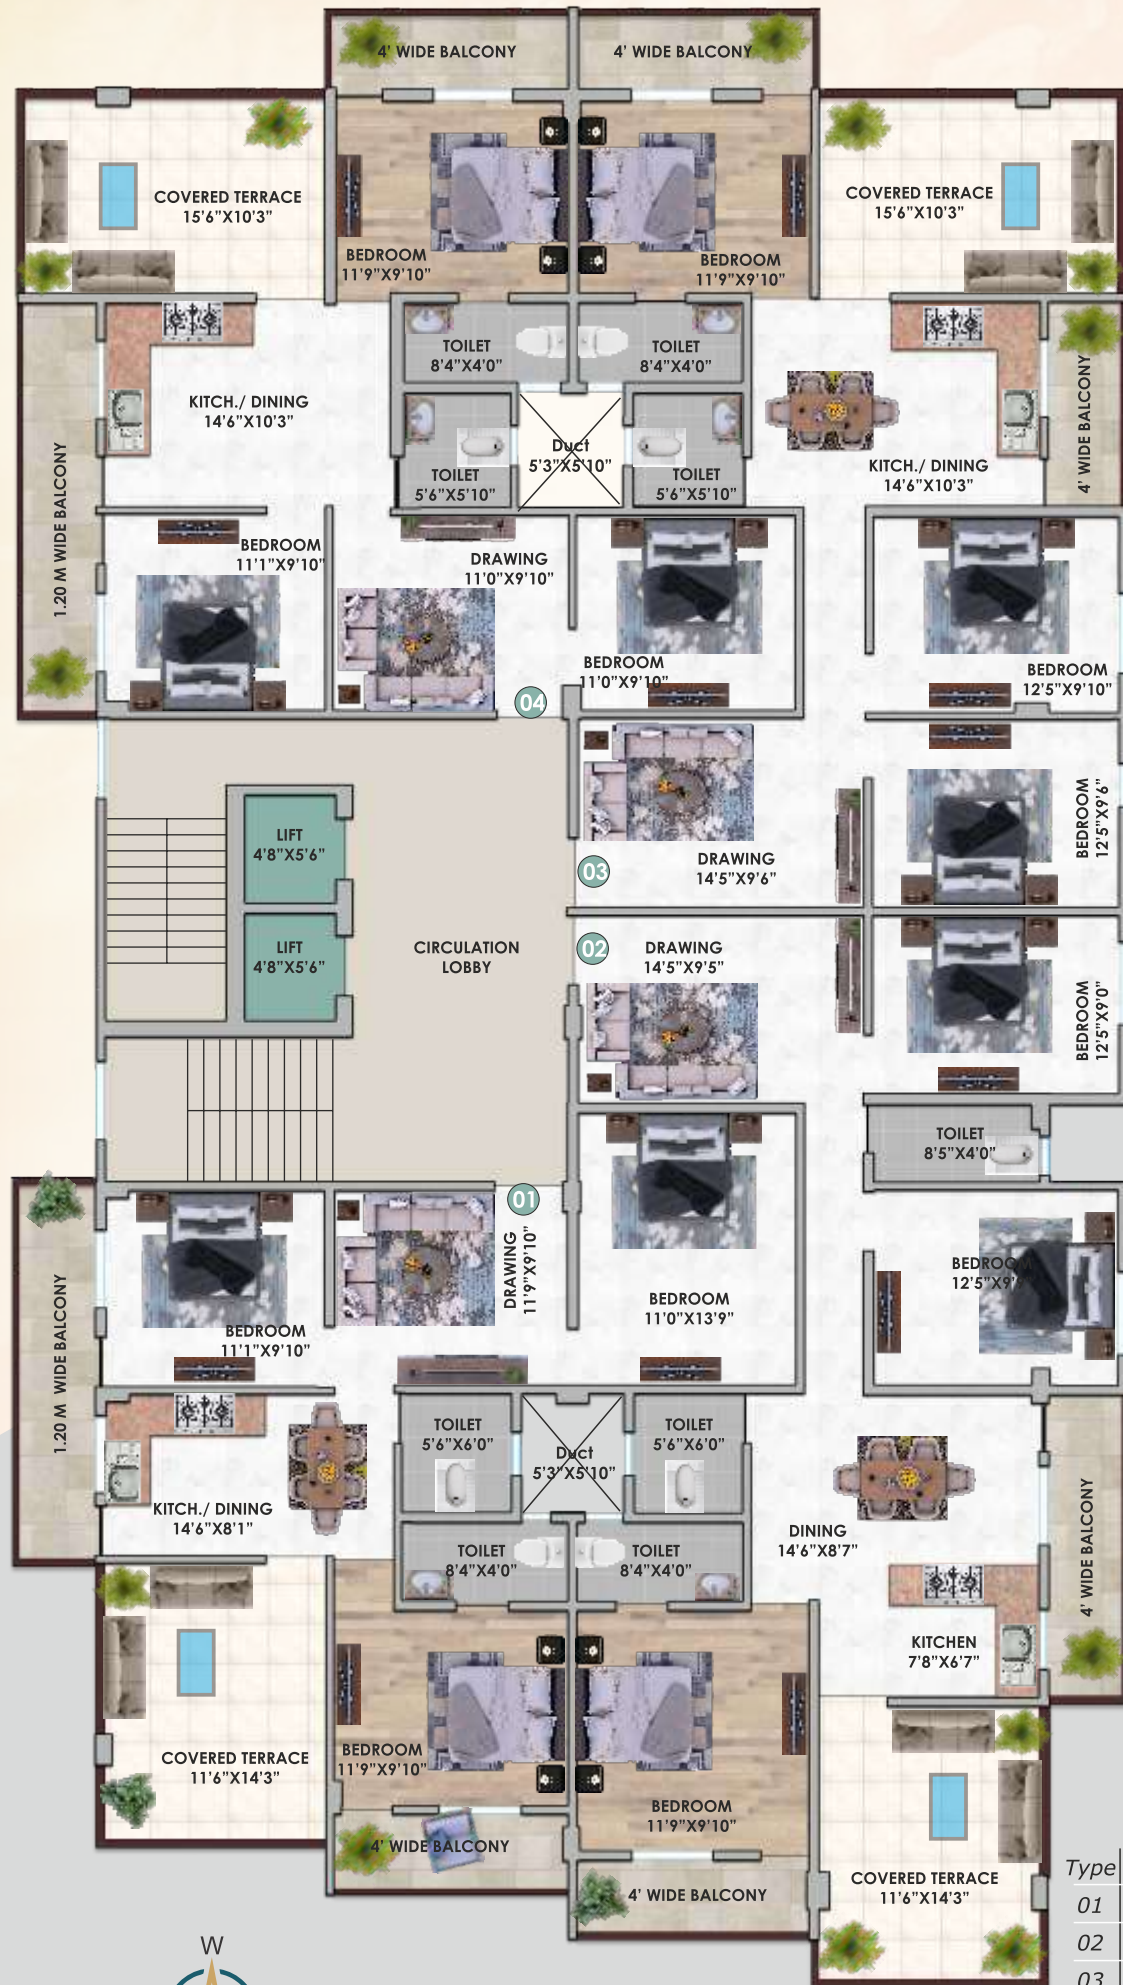 4' WIDE BALCONY
4' WIDE BALCONY
COVERED TERRACE
15'6"X10'3"
BEDROOM
11'9"X9'10"
BEDROOM
11'9"X9'10"
COVERED TERRACE
15'6"X10'3"
TOILET
8'4"X4'0"
TOILET
8'4"X4'0"
KITCH./ DINING
14'6"X10'3"
4' WIDE BALCONY
Duct
5'3"X5'10"
TOILET
5'6"X5'10"
TOILET
5'6"X5'10"
KITCH./ DINING
14'6"X10'3"
1.20 M WIDE BALCONY
BEDROOM
11'1"X9'10"
DRAWING
11'0"X9'10"
BEDROOM
11'0"X9'10"
BEDROOM
12'5"X9'10"
04
LIFT
4'8"X5'6"
03
DRAWING
14'5"X9'6"
BEDROOM
12'5"X9'6"
LIFT
4'8"X5'6"
CIRCULATION
LOBBY
02
DRAWING
14'5"X9'5"
BEDROOM
12'5"X9'0"
TOILET
8'5"X4'0"
01
DRAWING
11'9"X9'10"
BEDROOM
11'0"X13'9"
BEDROOM
1.20 M WIDE BALCONY
BEDROOM
11'1"X9'10"
TOILET
5'6"X6'0"
Duct
5'3"X5'10"
TOILET
5'6"X6'0"
KITCH./ DINING
14'6"X8'1"
DINING
14'6"X8'7"
4' WIDE BALCONY
TOILET
8'4"X4'0"
TOILET
8'4"X4'0"
KITCHEN
7'8"X6'7"
COVERED TERRACE
11'6"X14'3"
BEDROOM
11'9"X9'10"
BEDROOM
11'9"X9'10"
4' WIDE BALCONY
4' WIDE BALCONY
COVERED TERRACE
11'6"X14'3"
Type
01
02
03
W